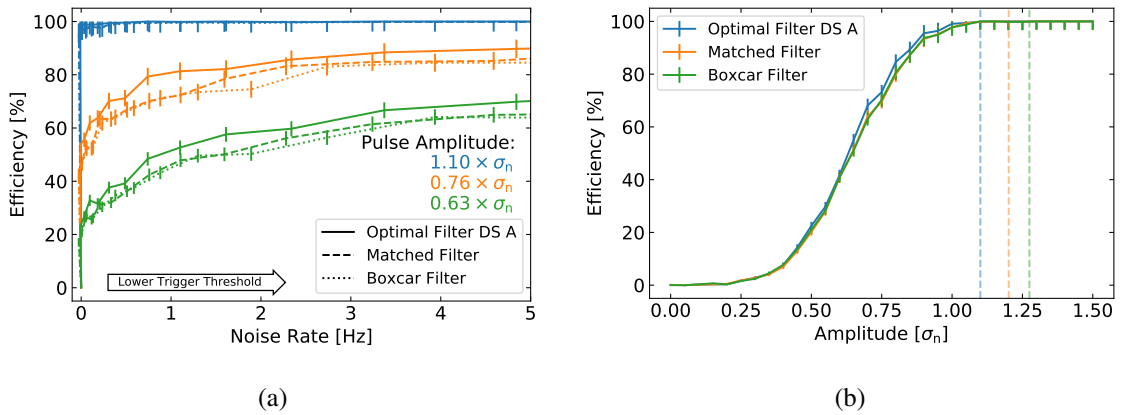 100
80
60
40
20
0
Efficiency [%]
Pulse Amplitude:
1.10 × σn
0.76 × σn
0.63 × σn
Optimal Filter DS A
Matched Filter
Boxcar Filter
Lower Trigger Threshold
0 1 2 3 4 5
Noise Rate [Hz]
(a)
100
80
60
40
20
0
Efficiency [%]
Optimal Filter DS A
Matched Filter
Boxcar Filter
0.00 0.25 0.50 0.75 1.00 1.25 1.50
Amplitude [σn]
(b)